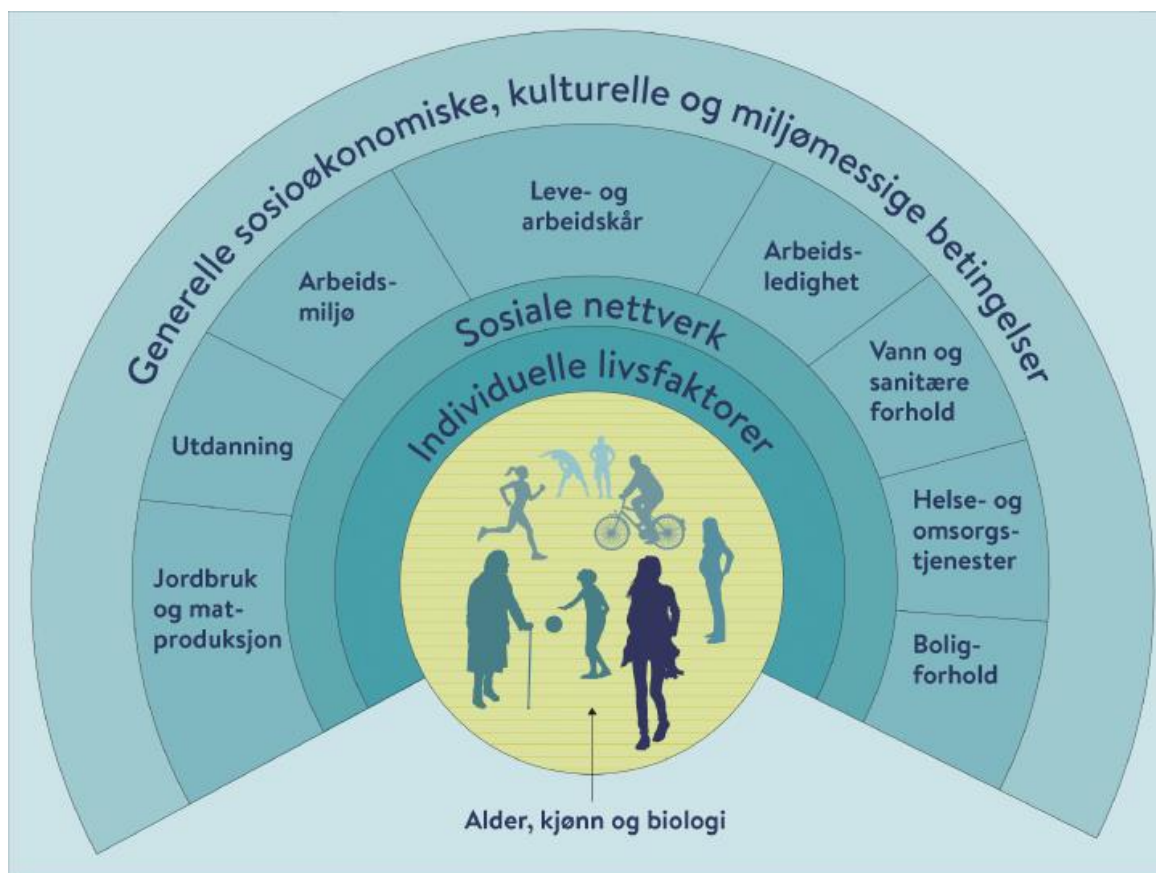 Generelle sosioøkonomiske, kulturelle og miljømessige betingelser
Leve- og
arbeidskår
Arbeids-
miljø
Arbeids-
ledighet
Utdanning
Vann og
sanitære
forhold
Jordbruk
og mat-
produksjon
Helse- og
omsorgs-
tjenester
Bolig-
forhold
Sosiale nettverk
Individuelle livsfaktorer
Alder, kjønn og biologi